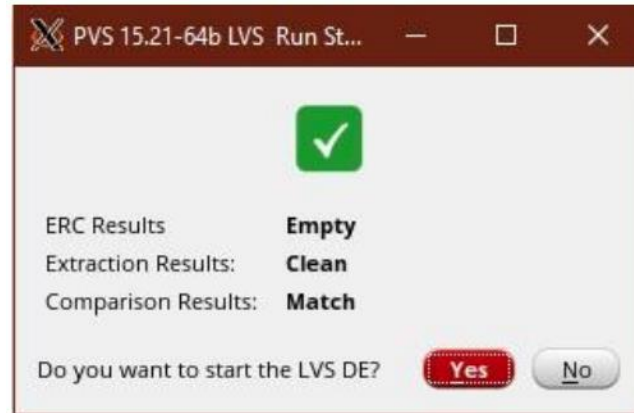 PVS 15.21-64b LVS Run St...
ERC Results Empty
Extraction Results: Clean
Comparison Results: Match
Do you want to start the LVS DE? Yes No